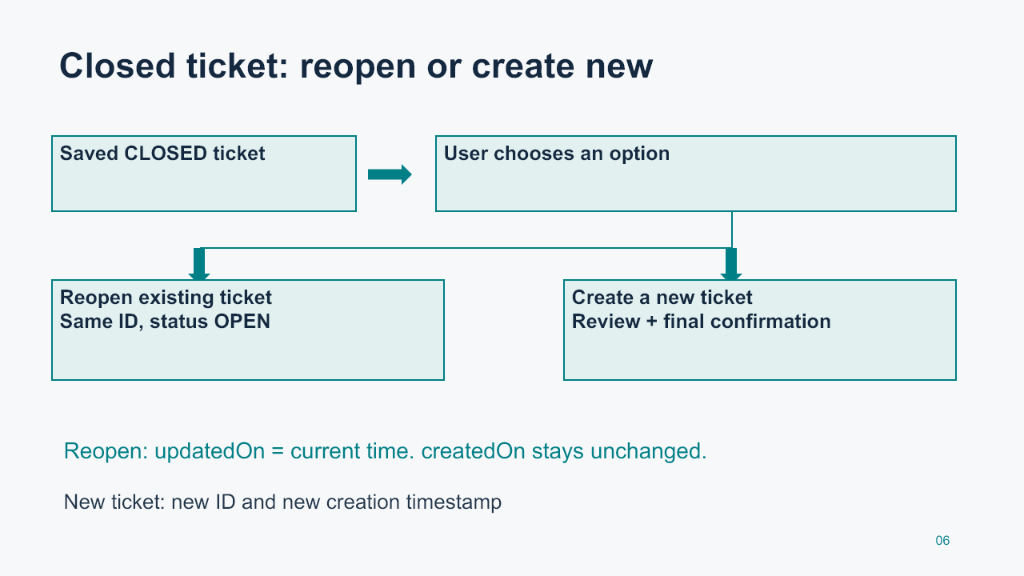 Closed ticket: reopen or create new
Saved CLOSED ticket
User chooses an option
Reopen existing ticket
Same ID, status OPEN
Create a new ticket
Review + final confirmation
Reopen: updatedOn = current time. createdOn stays unchanged.
New ticket: new ID and new creation timestamp
06